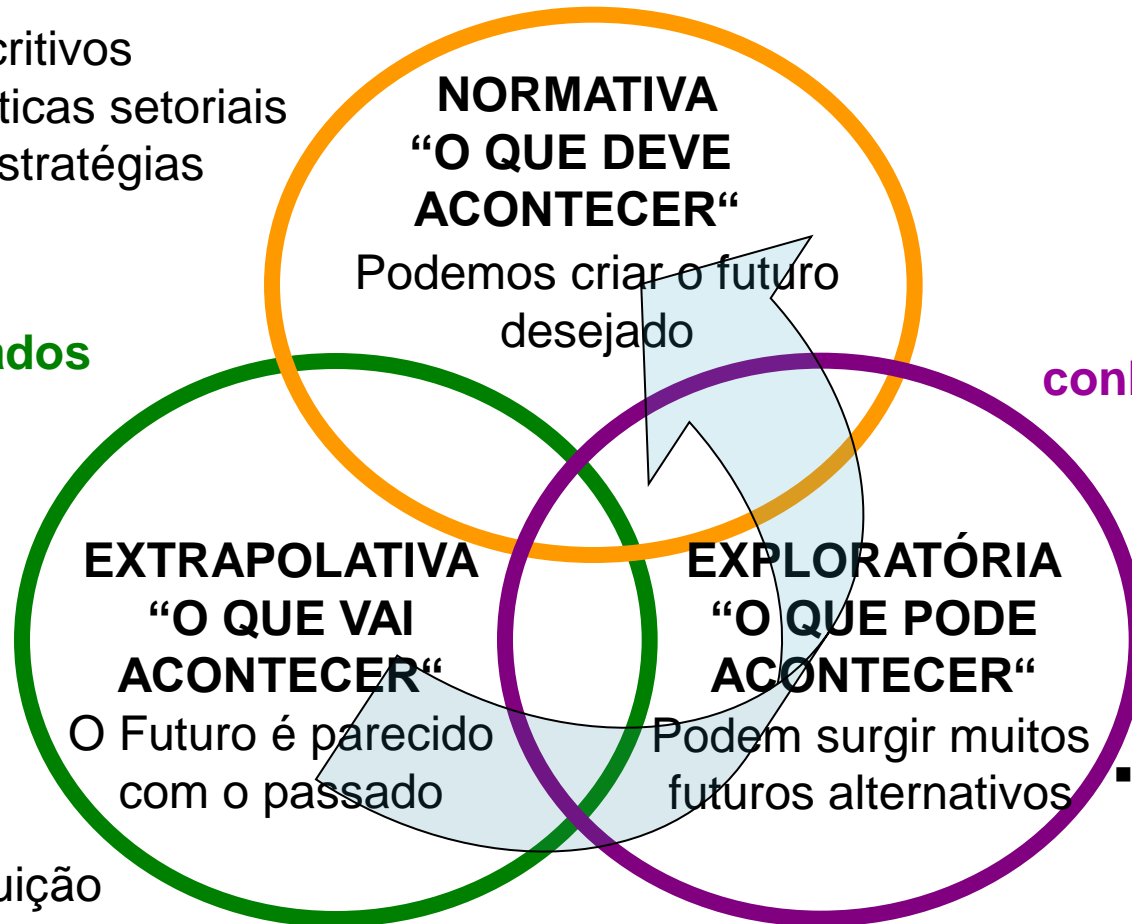 critivos
ticas setoriais
stratégias
NORMATIVA
“O QUE DEVE
ACONTECER“
Podemos criar o futuro
desejado
ados
EXTRAPOLATIVA
“O QUE VAI
ACONTECER“
O Futuro é parecido
com o passado
EXPLORATÓRIA
“O QUE PODE
ACONTECER“
Podem surgir muitos
futuros alternativos
uição